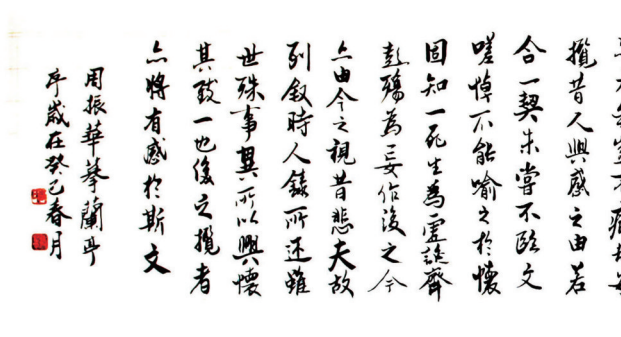 攬昔人興感之由若
合一契未嘗不臨文
嗟悼不能喻之於懷
固知一死生為虛誕齊
彭殤為妄作後之今
亦由今之視昔悲夫故
列敘時人錄所述雖
世殊事異所以興懷
其致一也後之攬者
亦將有感於斯文
周振華摹蘭亭
序歲在癸巳春月